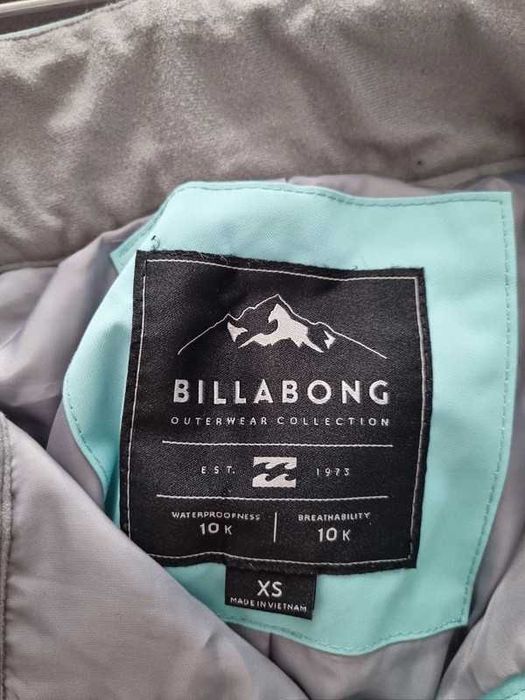 BILLABONG
OUTERWEAR COLLECTION
EST. 1973
WATERPROOFNESS BREATHABILITY
10 K 10 K
XS
MADE IN VIETNAM